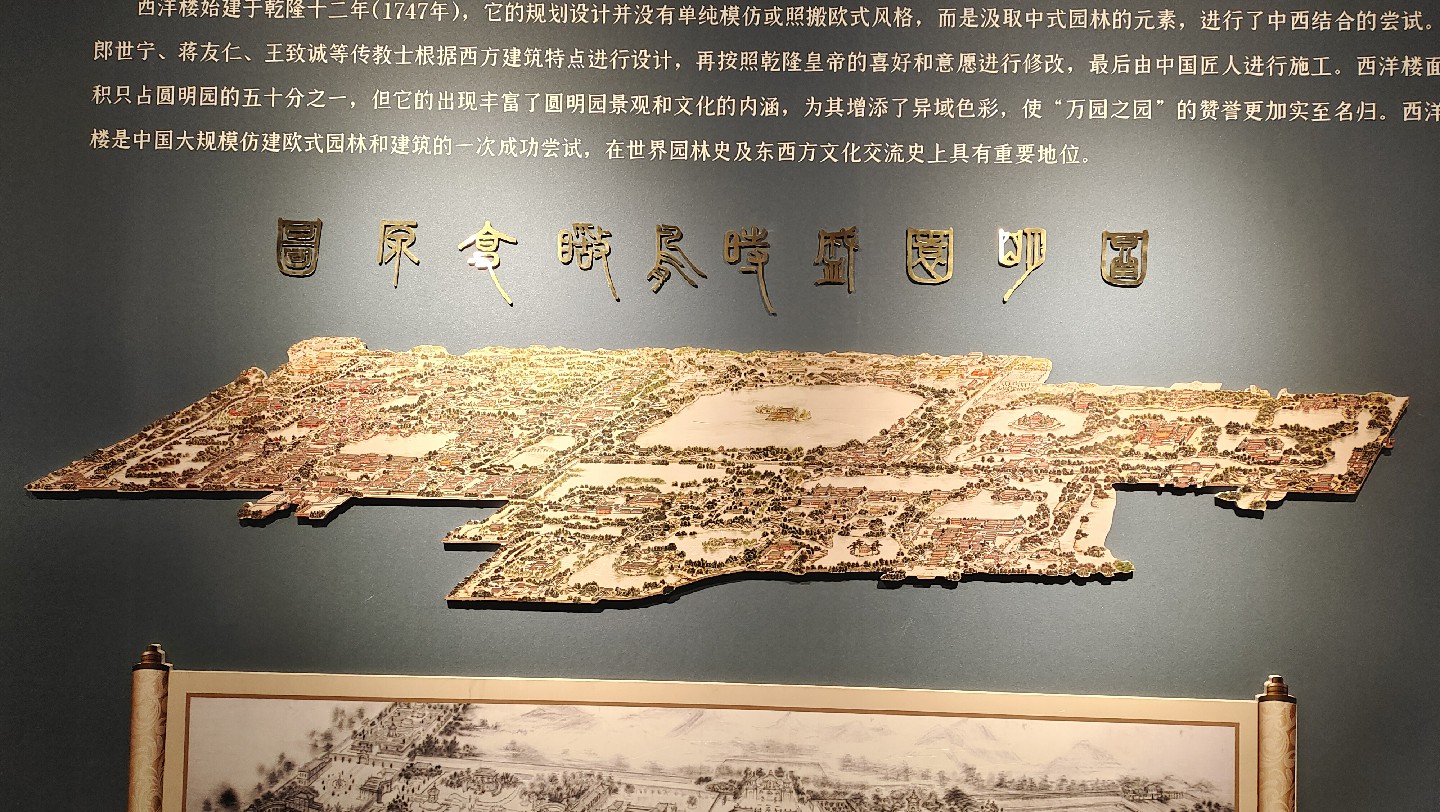 西洋楼始建于乾隆十二年(1747年)，它的规划设计并没有单纯模仿或照搬欧式风格，而是汲取中式园林的元素，进行了中西结合的尝试。
郎世宁、蒋友仁、王致诚等传教士根据西方建筑特点进行设计，再按照乾隆皇帝的喜好和意愿进行修改，最后由中国匠人进行施工。西洋楼面
积只占圆明园的五十分之一，但它的出现丰富了圆明园景观和文化的内涵，为其增添了异域色彩，使“万园之园”的赞誉更加实至名归。西洋
楼是中国大规模仿建欧式园林和建筑的一次成功尝试，在世界园林史及东西方文化交流史上具有重要地位。
圓明園盛時鳥瞰复原圖